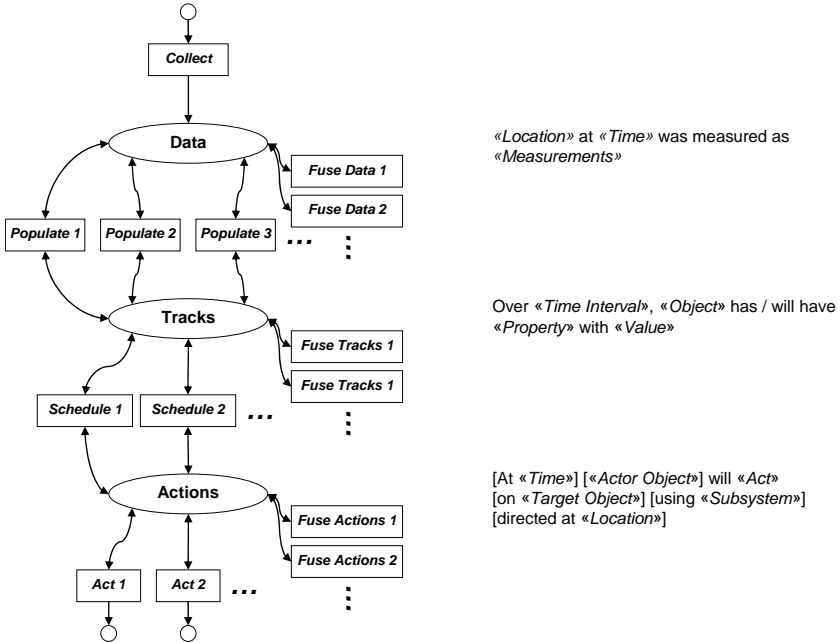 Collect
Data
«Location» at «Time» was measured as
«Measurements»
Fuse Data 1
Fuse Data 2
Populate 1
Populate 2
Populate 3
...
Tracks
Over «Time Interval», «Object» has / will have
«Property» with «Value»
Fuse Tracks 1
Fuse Tracks 1
Schedule 1
Schedule 2
...
Actions
[At «Time»] [«Actor Object»] will «Act»
[on «Target Object»] [using «Subsystem»]
[directed at «Location»]
Fuse Actions 1
Fuse Actions 2
Act 1
Act 2
...